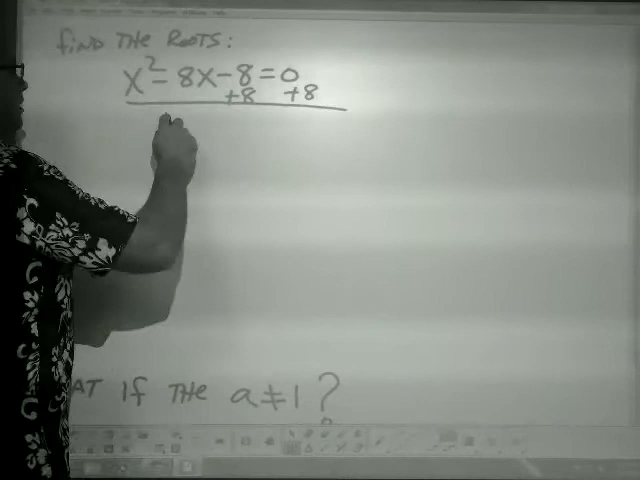 fIND THE ROOTS:
x² - 8x - 8 = 0
+8 +8
IF THE a ≠ 1 ?